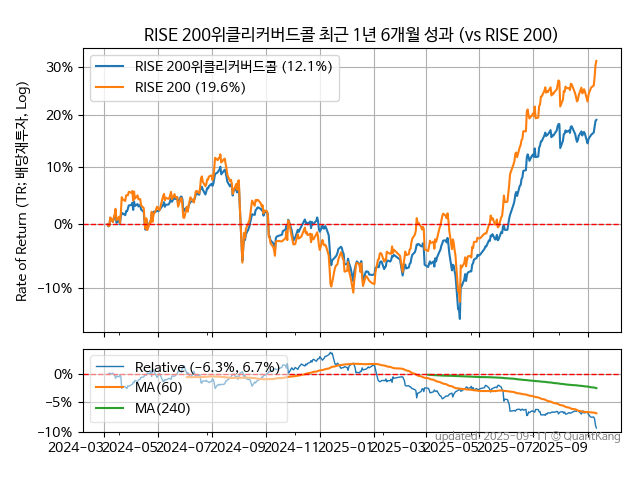 RISE 200위클리커버드콜 최근 1년 6개월 성과 (vs RISE 200)
Rate of Return (TR: 배당재투자, Log)
30%
20%
10%
0%
−10%
RISE 200위클리커버드콜 (12.1%)
RISE 200 (19.6%)
0%
−5%
−10%
Relative (−6.3%, 6.7%)
MA(60)
MA(240)
updated: 2025-09-11 © QuantKang
2024-03 2024-05 2024-07 2024-09 2024-11 2025-01 2025-03 2025-05 2025-07 2025-09